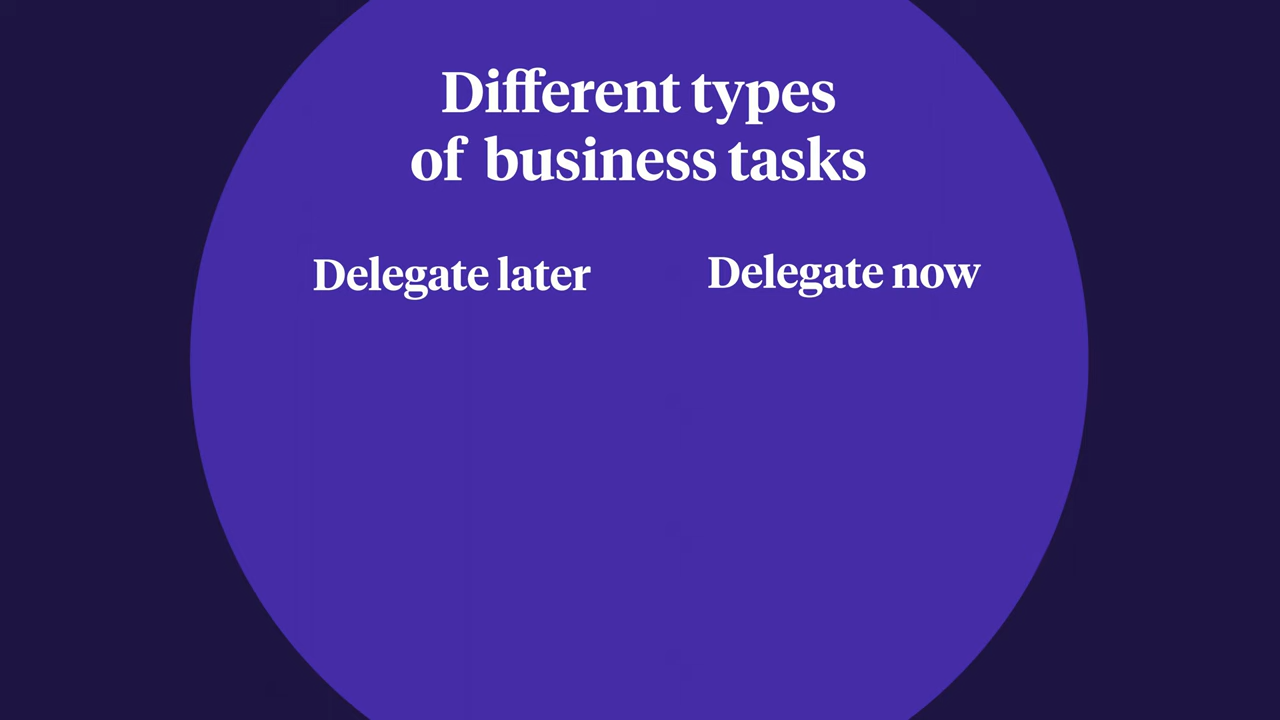 Different types
of business tasks
Delegate later
Delegate now